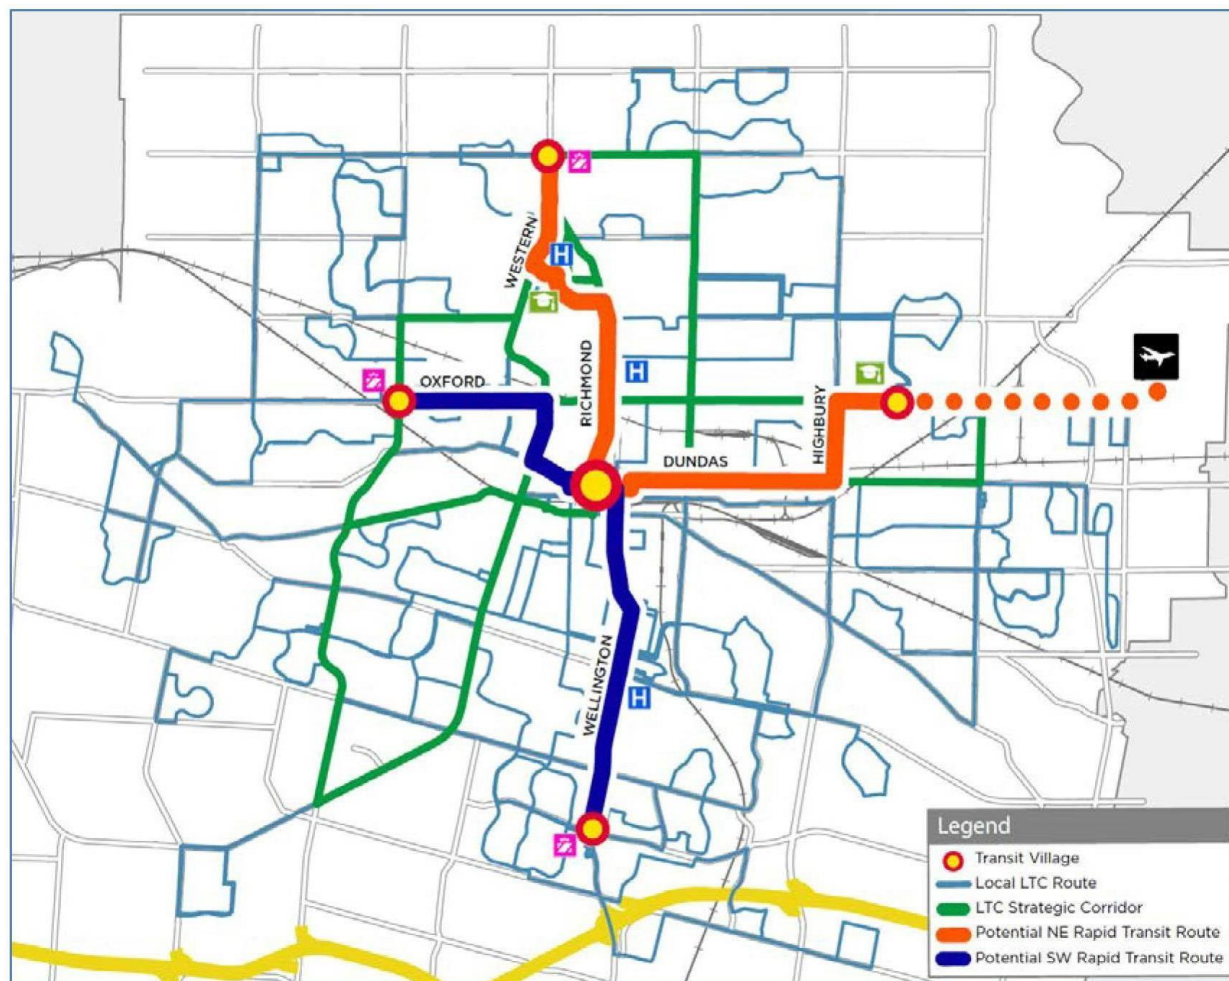 WESTERN
H
OXFORD
RICHMOND
H
HIGHBURY
DUNDAS
WELLINGTON
H
Legend
Transit Village
Local LTC Route
LTC Strategic Corridor
Potential NE Rapid Transit Route
Potential SW Rapid Transit Route